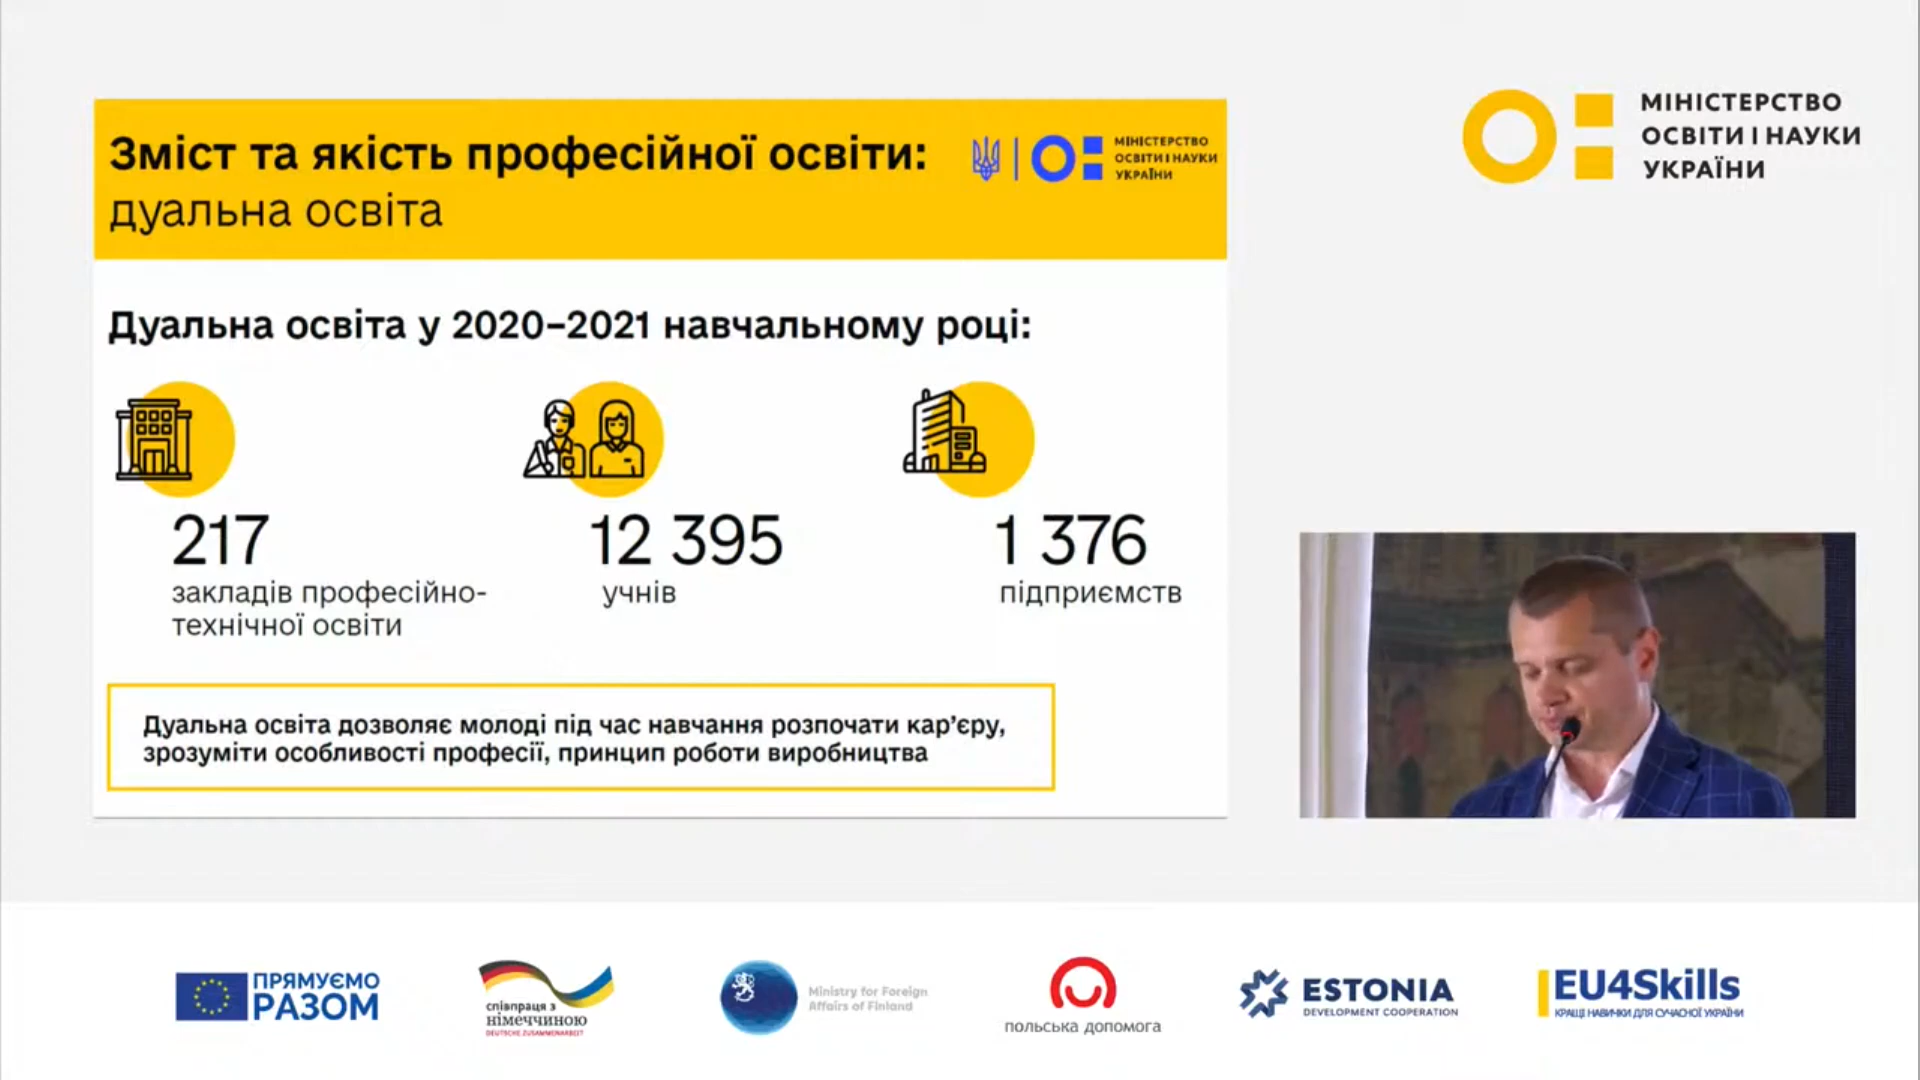 Зміст та якість професійної освіти:
дуальна освіта
МІНІСТЕРСТВО
ОСВІТИ І НАУКИ
УКРАЇНИ
МІНІСТЕРСТВО
ОСВІТИ І НАУКИ
УКРАЇНИ
Дуальна освіта у 2020–2021 навчальному році:
217
закладів професійно-
технічної освіти
12 395
учнів
1 376
підприємств
Дуальна освіта дозволяє молоді під час навчання розпочати кар’єру,
зрозуміти особливості професії, принцип роботи виробництва
ПРЯМУЄМО
РАЗОМ
співпраця з
німеччиною
DEUTSCHE ZUSAMMENARBEIT
Ministry for Foreign
Affairs of Finland
польська допомога
ESTONIA
DEVELOPMENT COOPERATION
EU4Skills
КРАЩІ НАВИЧКИ ДЛЯ СУЧАСНОЇ УКРАЇНИ